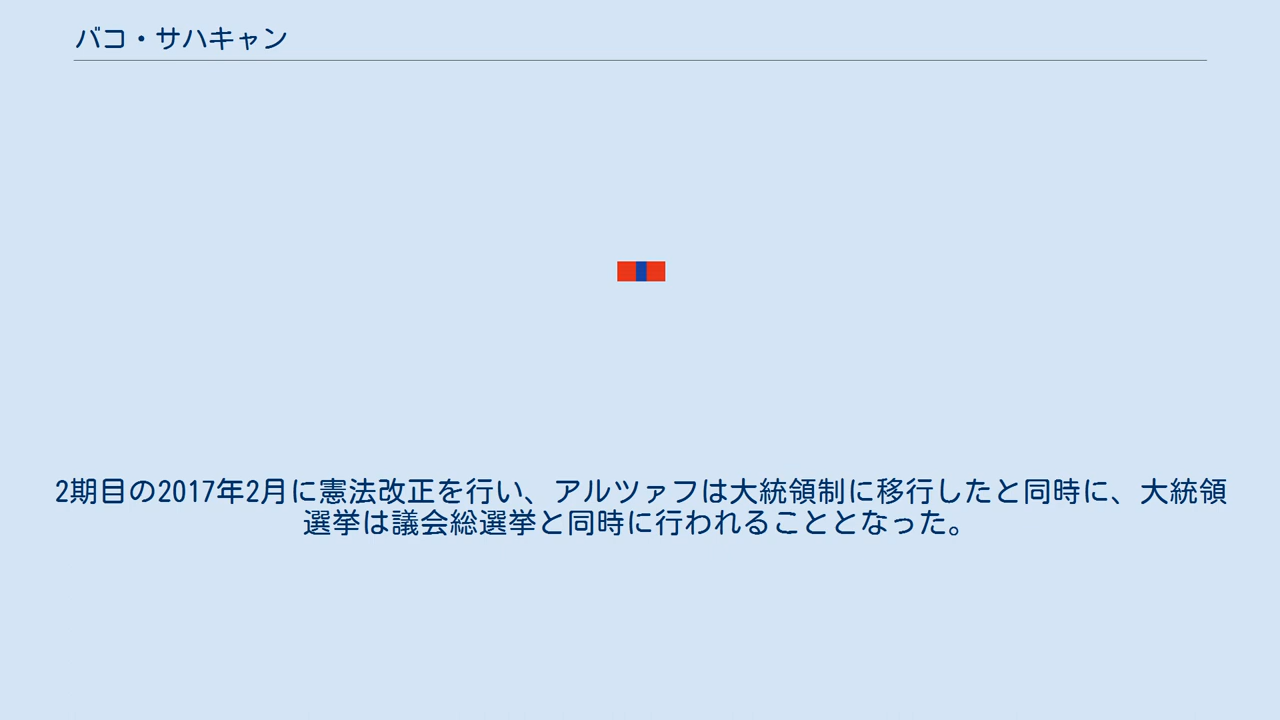 バコ・サハキャン
2期目の2017年2月に憲法改正を行い、アルツァフは大統領制に移行したと同時に、大統領
選挙は議会総選挙と同時に行われることとなった。